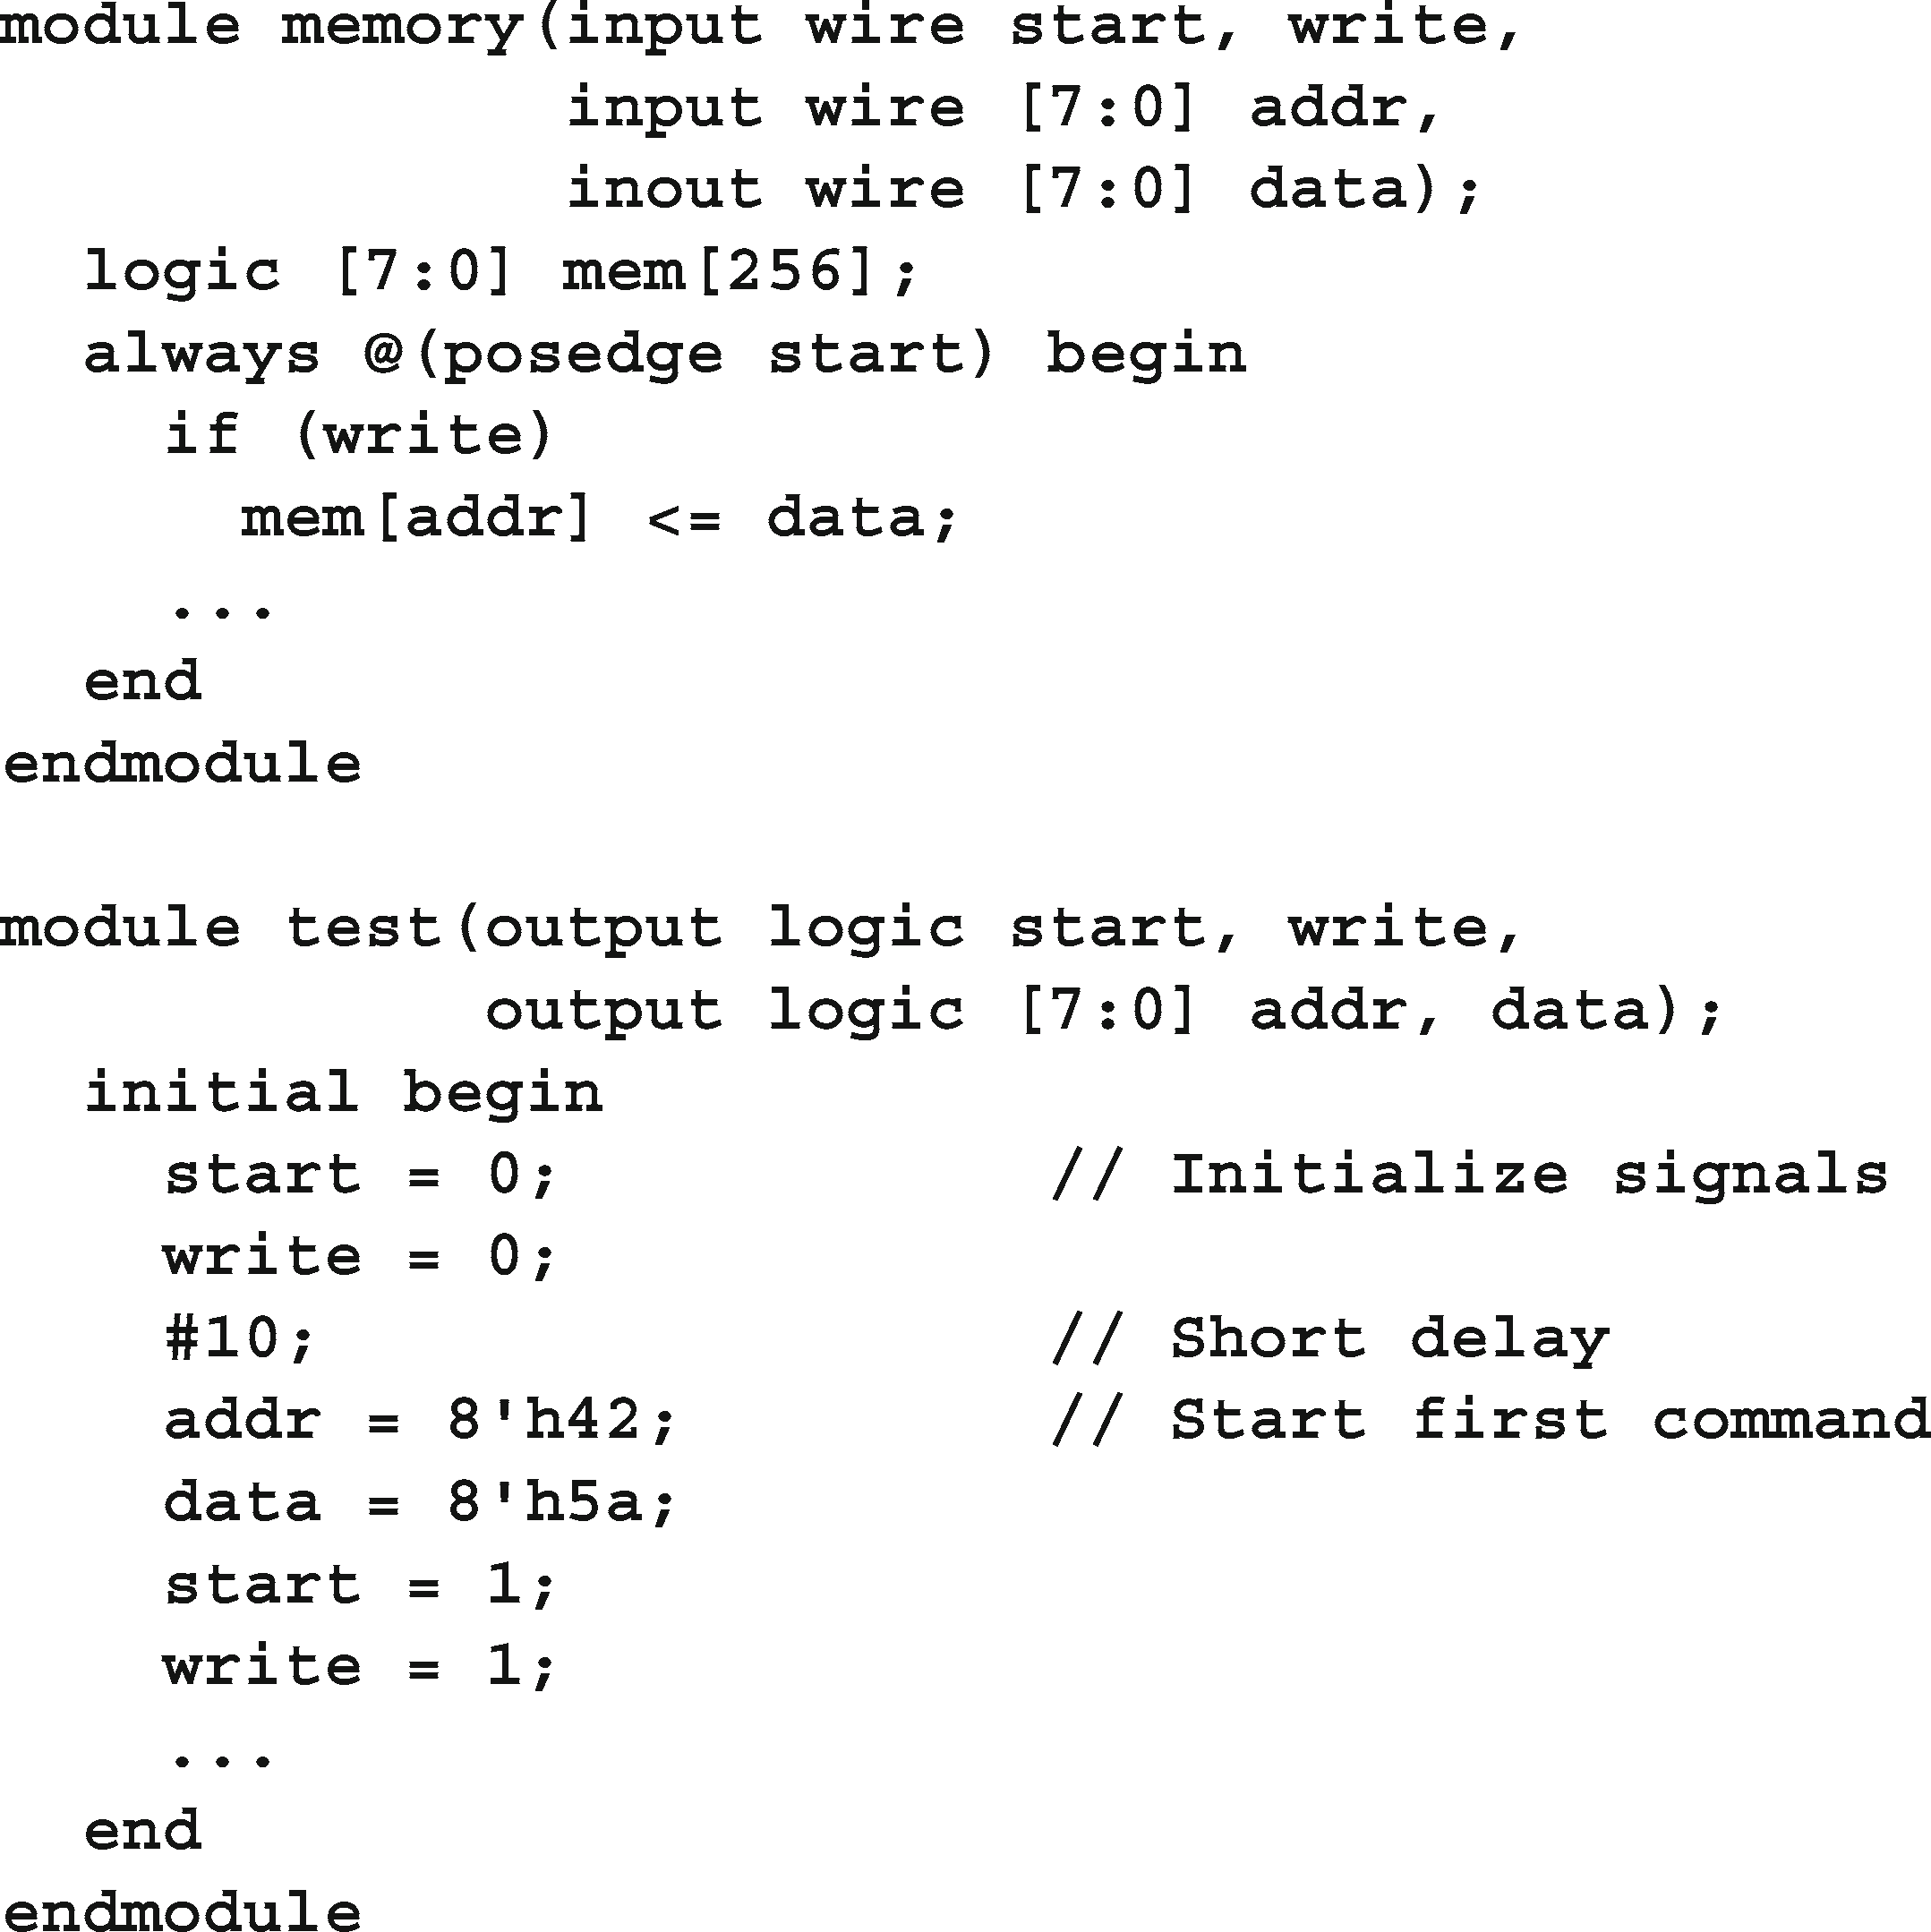 module memory(input wire start, write,
              input wire [7:0] addr,
              inout wire [7:0] data);
  logic [7:0] mem[256];
  always @(posedge start) begin
    if (write)
      mem[addr] <= data;
    ...
  end
endmodule

module test(output logic start, write,
            output logic [7:0] addr, data);
  initial begin
    start = 0;            // Initialize signals
    write = 0;
    #10;                  // Short delay
    addr = 8'h42;         // Start first command
    data = 8'h5a;
    start = 1;
    write = 1;
    ...
  end
endmodule